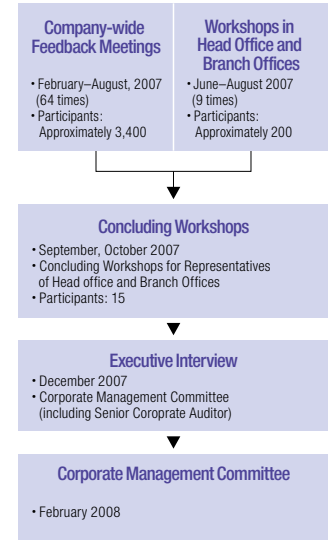 Company-wide
Feedback Meetings
• February–August, 2007
(64 times)
• Participants:
Approximately 3,400
Workshops in
Head Office and
Branch Offices
• June–August 2007
(9 times)
• Participants:
Approximately 200
Concluding Workshops
• September, October 2007
• Concluding Workshops for Representatives
of Head office and Branch Offices
• Participants: 15
Executive Interview
• December 2007
• Corporate Management Committee
(including Senior Coroprate Auditor)
Corporate Management Committee
• February 2008